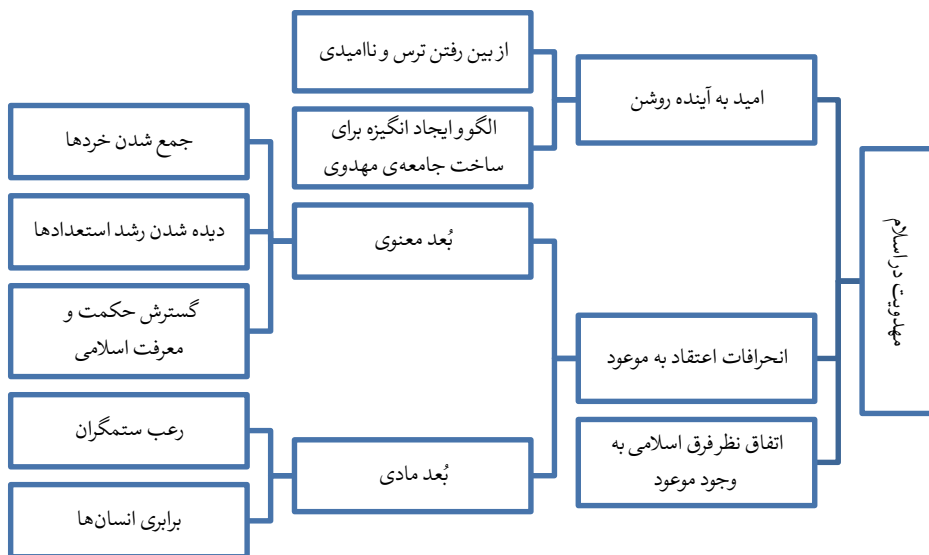 مهدویت در اسلام
امید به آینده روشن
از بین رفتن ترس و ناامیدی
الگو و ایجاد انگیزه برای
ساخت جامعه‌ی مهدوی
انحرافات اعتقاد به موعود
بُعد معنوی
جمع شدن خردها
دیده شدن رشد استعدادها
گسترش حکمت و
معرفت اسلامی
بُعد مادی
رعب ستمگران
برابری انسان‌ها
اتفاق نظر فرق اسلامی به
وجود موعود